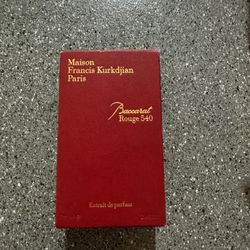 Maison
Francis Kurkdjian
Paris
Baccarat
Rouge 540
Extrait de parfum